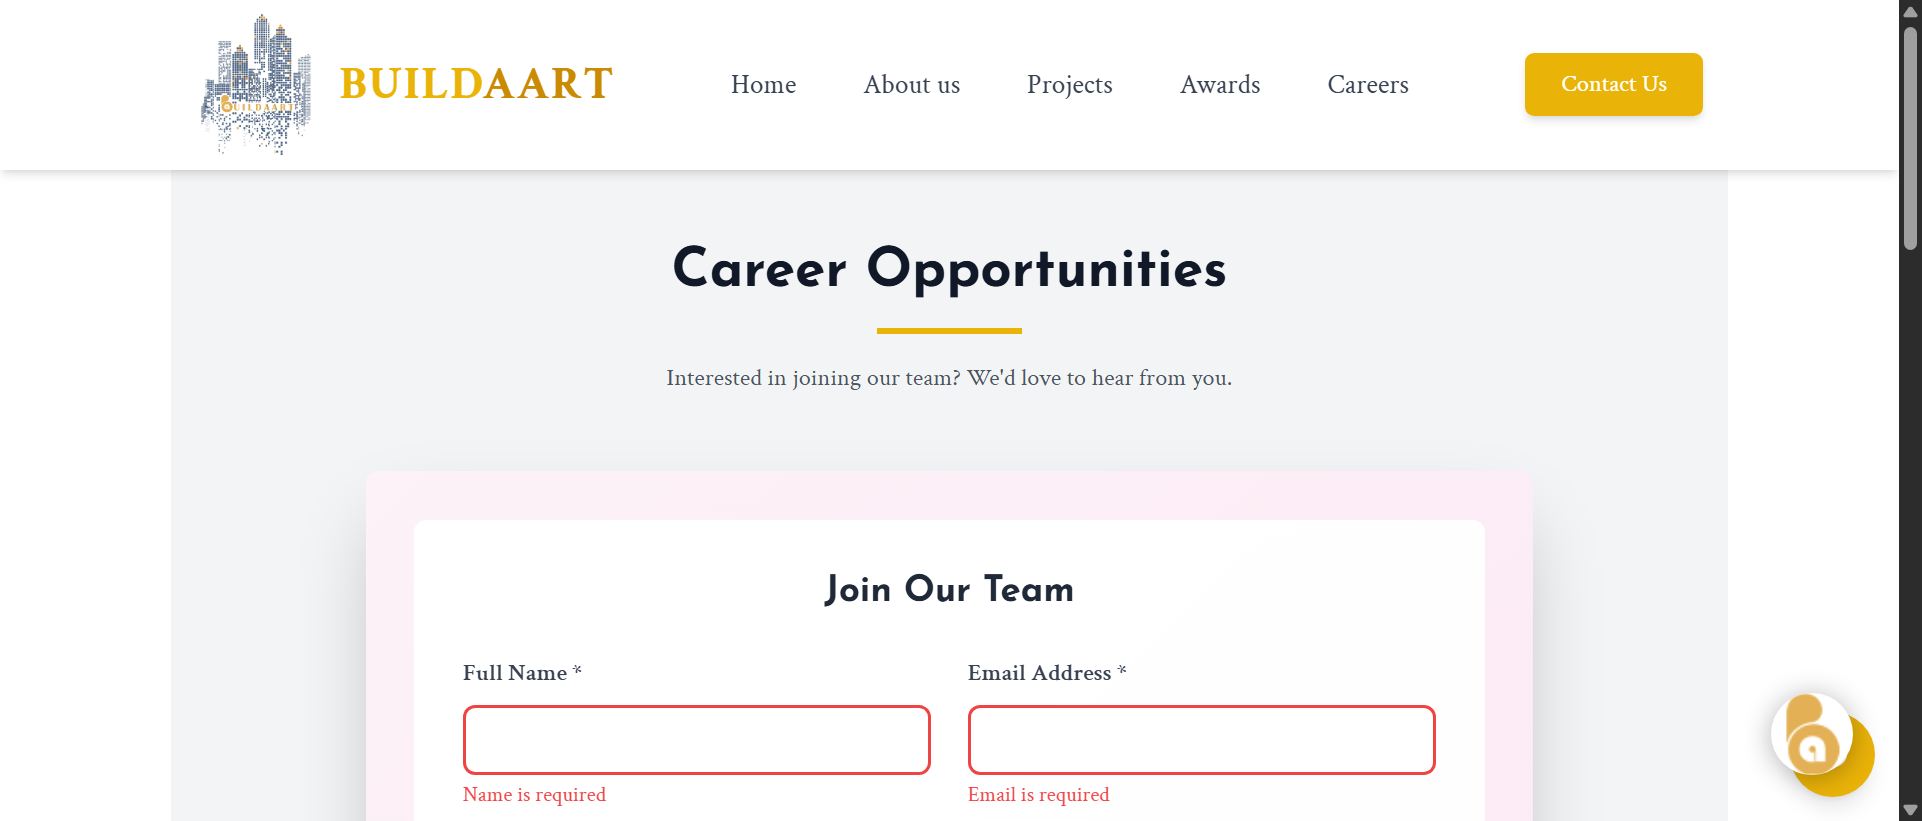 BUILDAART
BUILDAART
Home
About us
Projects
Awards
Careers
Contact Us
Career Opportunities
Interested in joining our team? We'd love to hear from you.
Join Our Team
Full Name *
Email Address *
Name is required
Email is required
ba